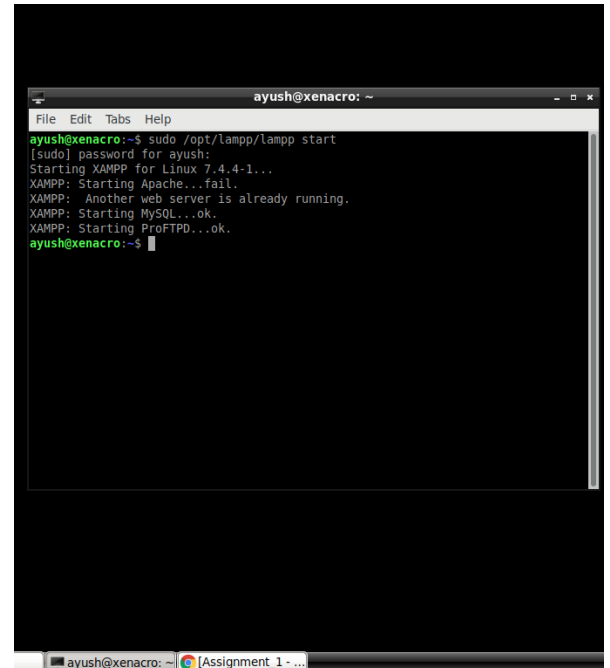 ayush@xenacro: ~
File Edit Tabs Help
ayush@xenacro:~$ sudo /opt/lampp/lampp start
[sudo] password for ayush:
Starting XAMPP for Linux 7.4.4-1...
XAMPP: Starting Apache...fail.
XAMPP:  Another web server is already running.
XAMPP: Starting MySQL...ok.
XAMPP: Starting ProFTPD...ok.
ayush@xenacro:~$
ayush@xenacro: ~
[Assignment 1 - ...